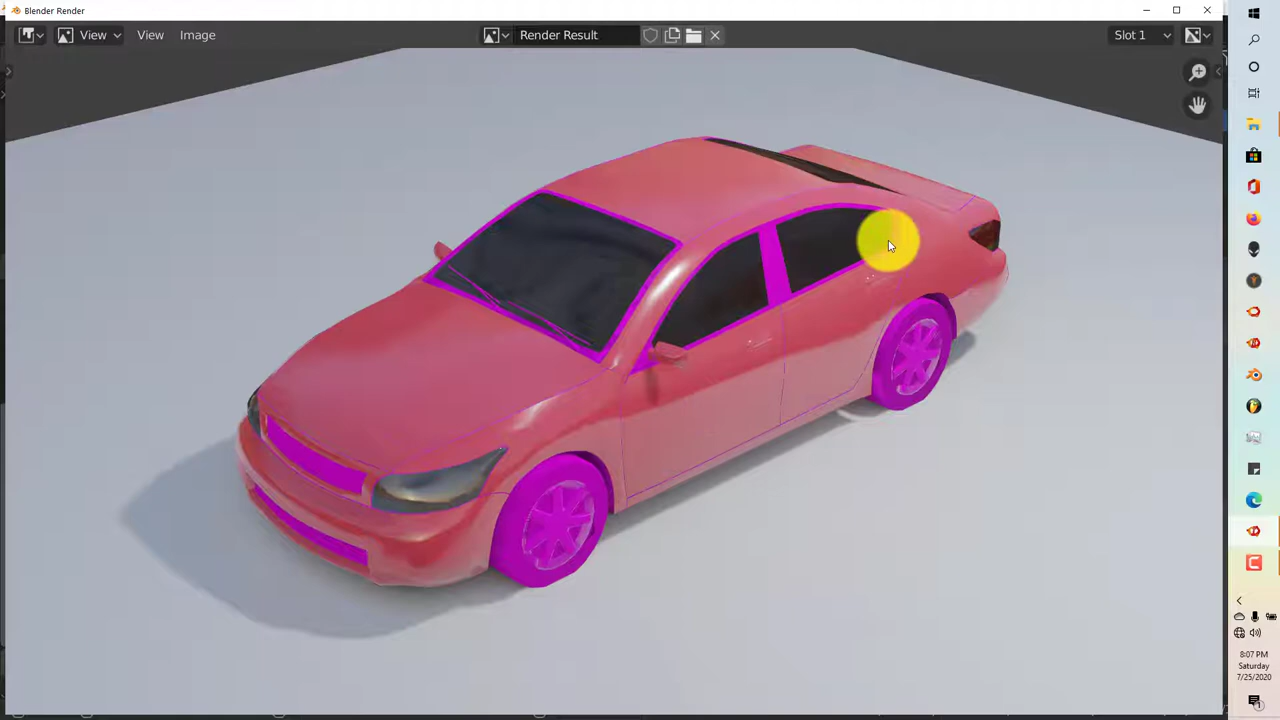 Blender Render
View
View
Image
Render Result
Slot 1
8:07 PM
Saturday
7/25/2020